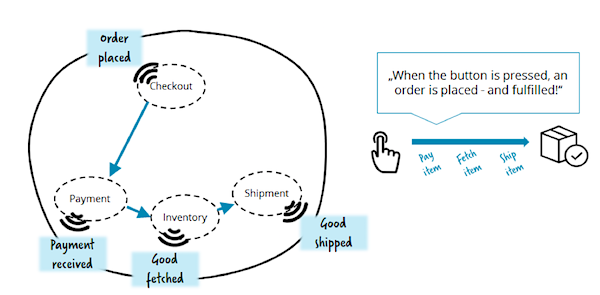 Order
placed
Checkout
Payment
Inventory
Shipment
Payment
received
Good
fetched
Good
shipped
„When the button is pressed, an
order is placed - and fulfilled!“
Pay
item
Fetch
item
Ship
item